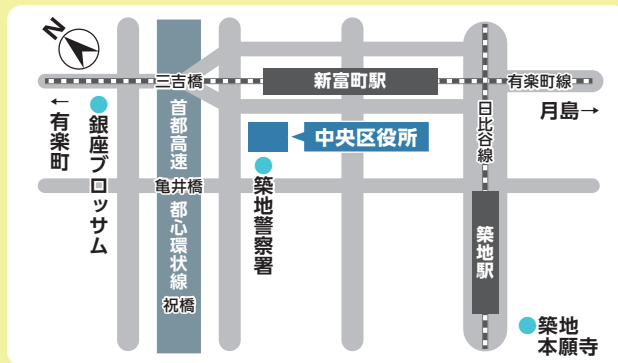 N
三吉橋
新富町駅
有楽町線
←有楽町
銀座ブロッサム
首都高速
都心環状線
中央区役所
日比谷線
月島→
亀井橋
築地警察署
築地駅
祝橋
築地
本願寺